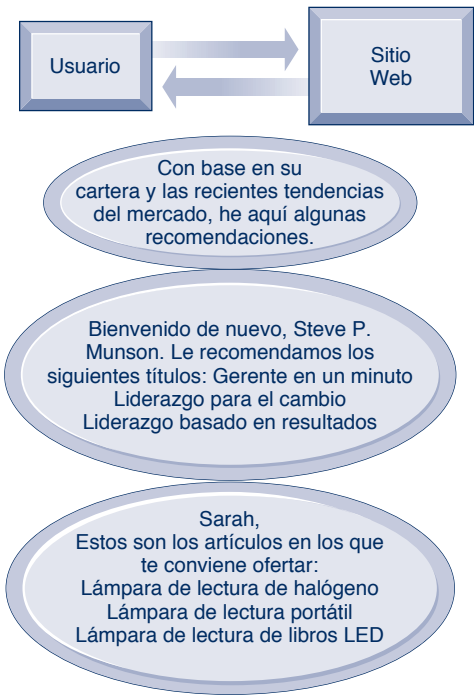 Usuario
Sitio
Web
Con base en su
cartera y las recientes tendencias
del mercado, he aquí algunas
recomendaciones.
Bienvenido de nuevo, Steve P.
Munson. Le recomendamos los
siguientes títulos: Gerente en un minuto
Liderazgo para el cambio
Liderazgo basado en resultados
Sarah,
Estos son los artículos en los que
te conviene ofertar:
Lámpara de lectura de halógeno
Lámpara de lectura portátil
Lámpara de lectura de libros LED